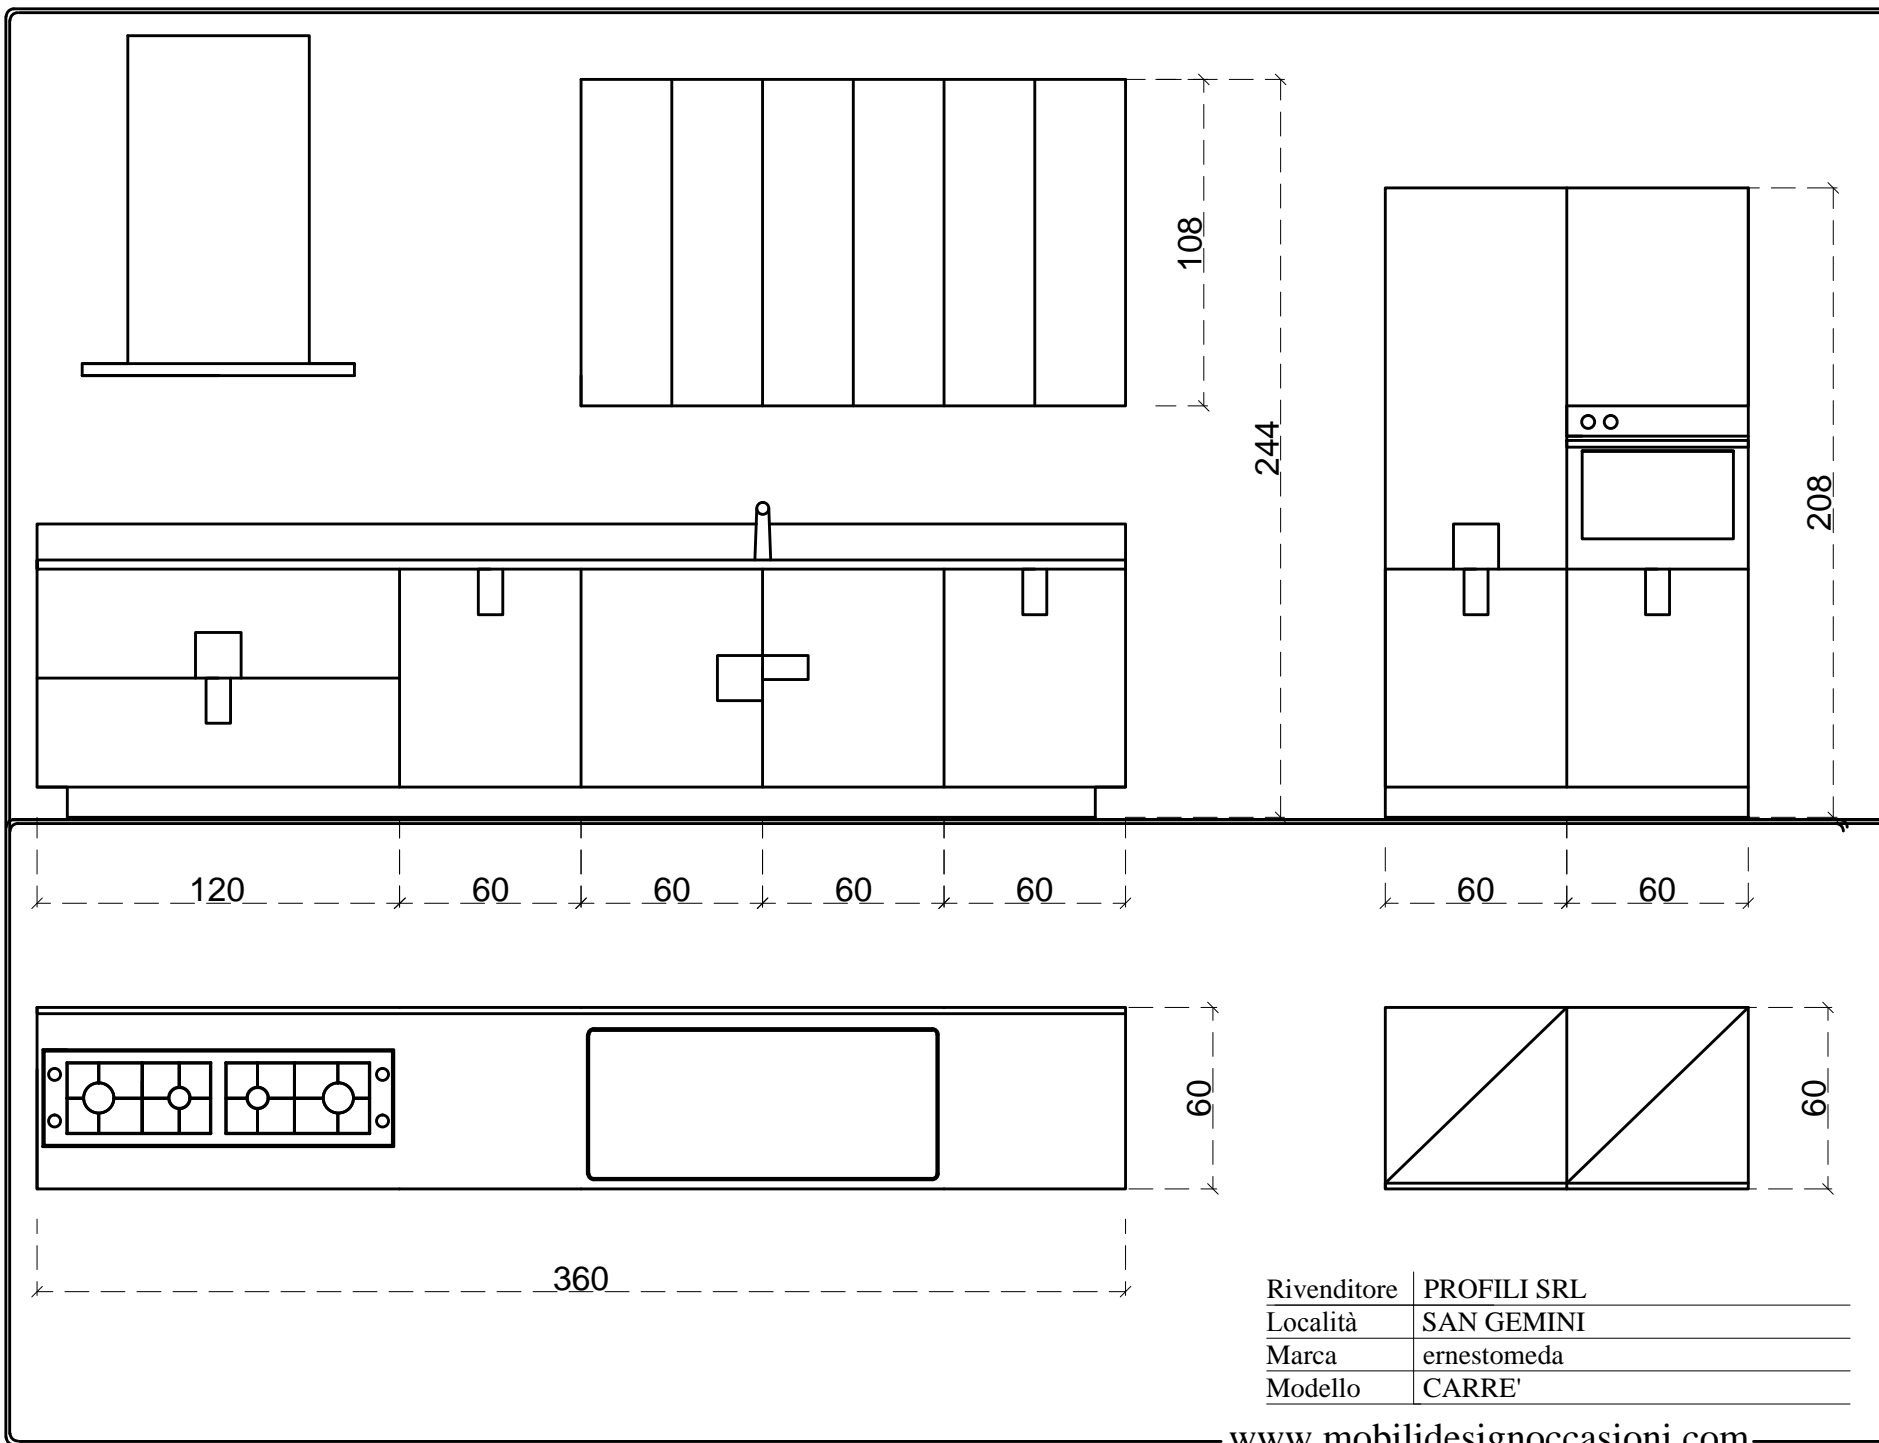 108
244
208
120 60 60 60 60 60 60
60 60
360
Rivenditore PROFILI SRL
Località SAN GEMINI
Marca ernestomeda
Modello CARRE'
www.mobilidesignoccasioni.com